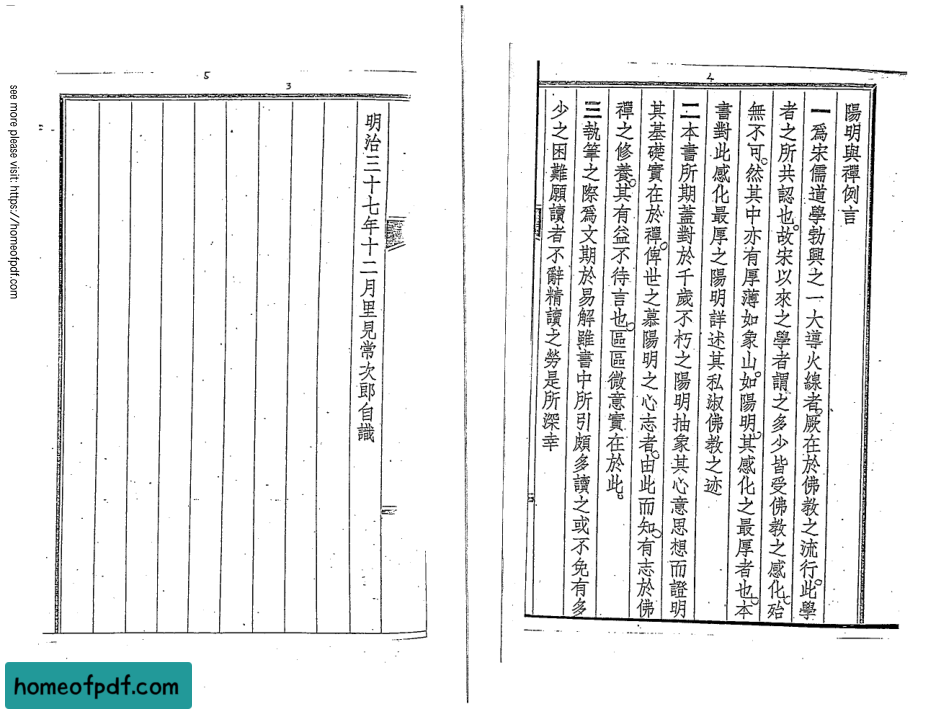 4
陽明與禪例言
一爲宋儒道學勃興之一大導火線者。厥在於佛教之流行。此學
者之所共認也。故宋以來之學者謂之多少皆受佛教之感化。殆
無不可。然其中亦有厚薄如象山。如陽明。其感化之最厚者也。本
書對此感化最厚之陽明詳述其私淑佛教之迹
二本書所期蓋對於千歲不朽之陽明抽象其心意思想而證明
其基礎實在於禪。俾世之慕陽明之心志者。由此而知。有志於佛
禪之修養。其有益不待言也。區區微意實在於此。
三執筆之際爲文期於易解雖書中所引頗多讀之或不免有多
少之困難願讀者不辭精讀之勞是所深幸
5
3
明治三十七年十二月里見常次郎自識
see more please visit: https://homeofpdf.com
homeofpdf.com